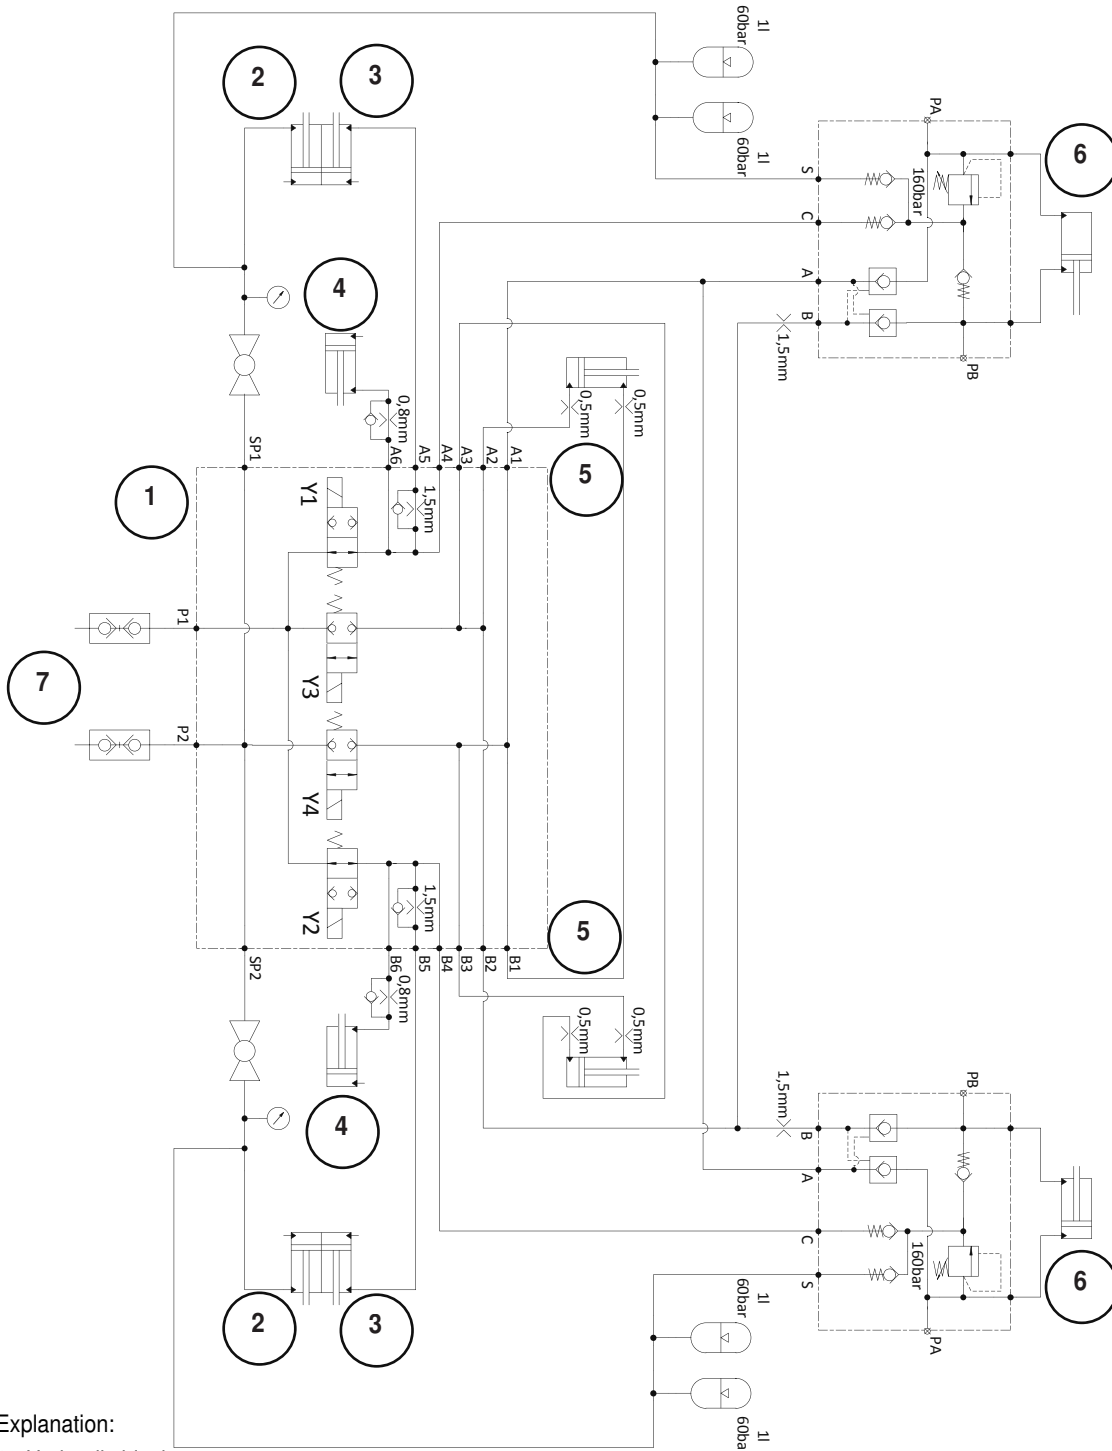 1l
60bar
1l
60bar
2
3
PA
6
S
160bar
C
4
A
B
1,5mm
PB
0,8mm
0,5mm
0,5mm
SP1
A6
A5
A4
A3
A2
A1
5
1
Y1
1,5mm
P1
7
Y3
P2
Y4
1,5mm
Y2
5
SP2
B6
B5
B4
B3
B2
B1
0,8mm
0,5mm
0,5mm
4
1,5mm
PB
B
A
C
160bar
S
6
PA
2
3
1l
60bar
1l
60bar
Explanation: